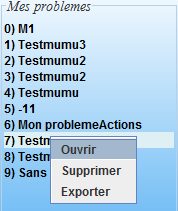 Mes problemes
0) M1
1) Testmumu3
2) Testmumu2
3) Testmumu2
4) Testmumu
5) -11
6) Mon problemeActions
7) Testm
Ouvrir
8) Testm
Supprimer
9) Sans
Exporter